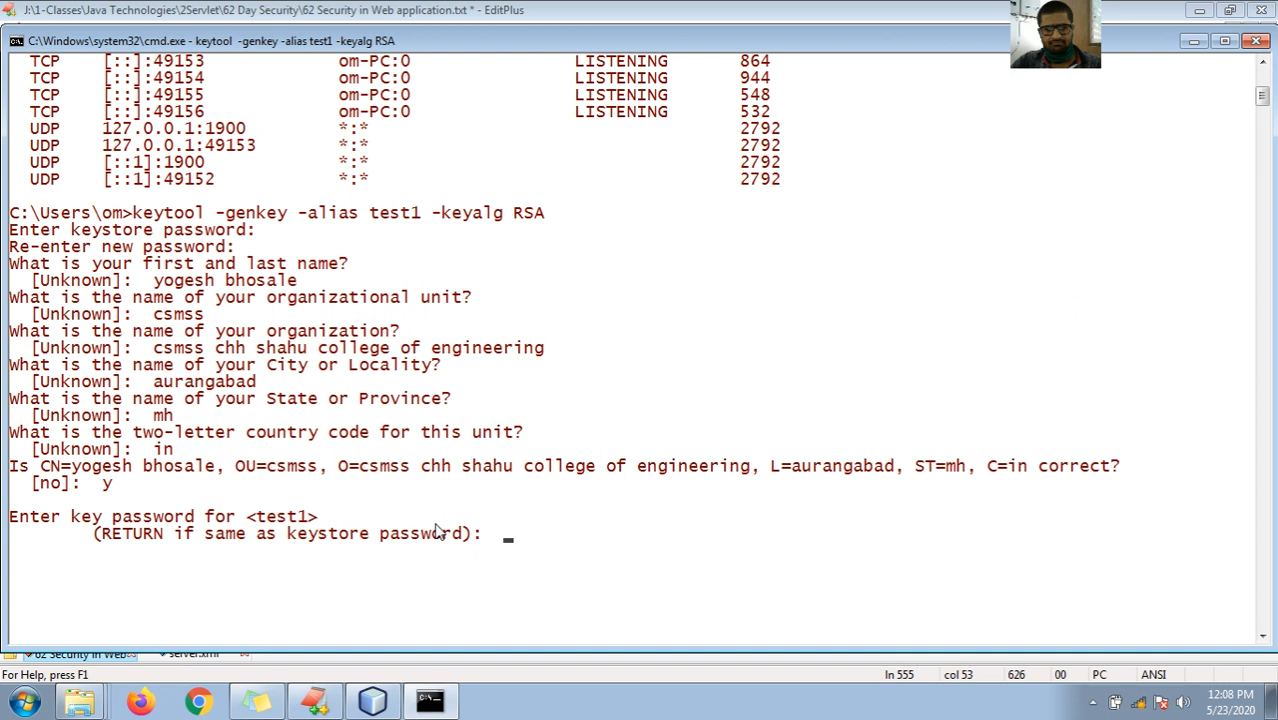 J:\1-Classes\Java Technologies\2Servlet\62 Day Security\62 Security in Web application.txt * - EditPlus
C:\Windows\system32\cmd.exe - keytool -genkey -alias test1 -keyalg RSA
TCP [::]:49153 om-PC:0 LISTENING 864
TCP [::]:49154 om-PC:0 LISTENING 944
TCP [::]:49155 om-PC:0 LISTENING 548
TCP [::]:49156 om-PC:0 LISTENING 532
UDP 127.0.0.1:1900 *:* 2792
UDP 127.0.0.1:49153 *:* 2792
UDP [::1]:1900 *:* 2792
UDP [::1]:49152 *:* 2792
C:\Users\om>keytool -genkey -alias test1 -keyalg RSA
Enter keystore password:
Re-enter new password:
What is your first and last name?
[Unknown]: yogesh bhosale
What is the name of your organizational unit?
[Unknown]: csmss
What is the name of your organization?
[Unknown]: csmss chh shahu college of engineering
What is the name of your City or Locality?
[Unknown]: aurangabad
What is the name of your State or Province?
[Unknown]: mh
What is the two-letter country code for this unit?
[Unknown]: in
Is CN=yogesh bhosale, OU=csmss, O=csmss chh shahu college of engineering, L=aurangabad, ST=mh, C=in correct?
[no]: y
Enter key password for <test1>
(RETURN if same as keystore password):
62 Security in Web server.xml
For Help, press F1 ln 555 col 53 626 00 PC ANSI
12:08 PM
5/23/2020